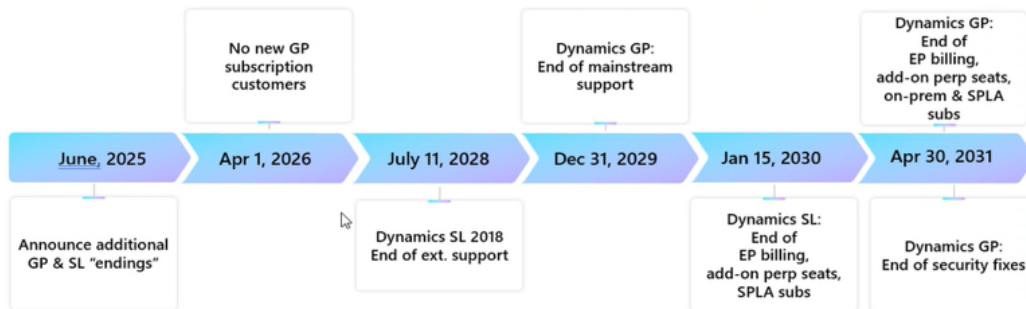 No new GP
subscription
customers
Dynamics GP:
End of mainstream
support
Dynamics GP:
End of
EP billing,
add-on perp seats,
on-prem & SPLA
subs
June, 2025
Apr 1, 2026
July 11, 2028
Dec 31, 2029
Jan 15, 2030
Apr 30, 2031
Announce additional
GP & SL “endings”
Dynamics SL 2018
End of ext. support
Dynamics SL:
End of
EP billing,
add-on perp seats,
SPLA subs
Dynamics GP:
End of security fixes